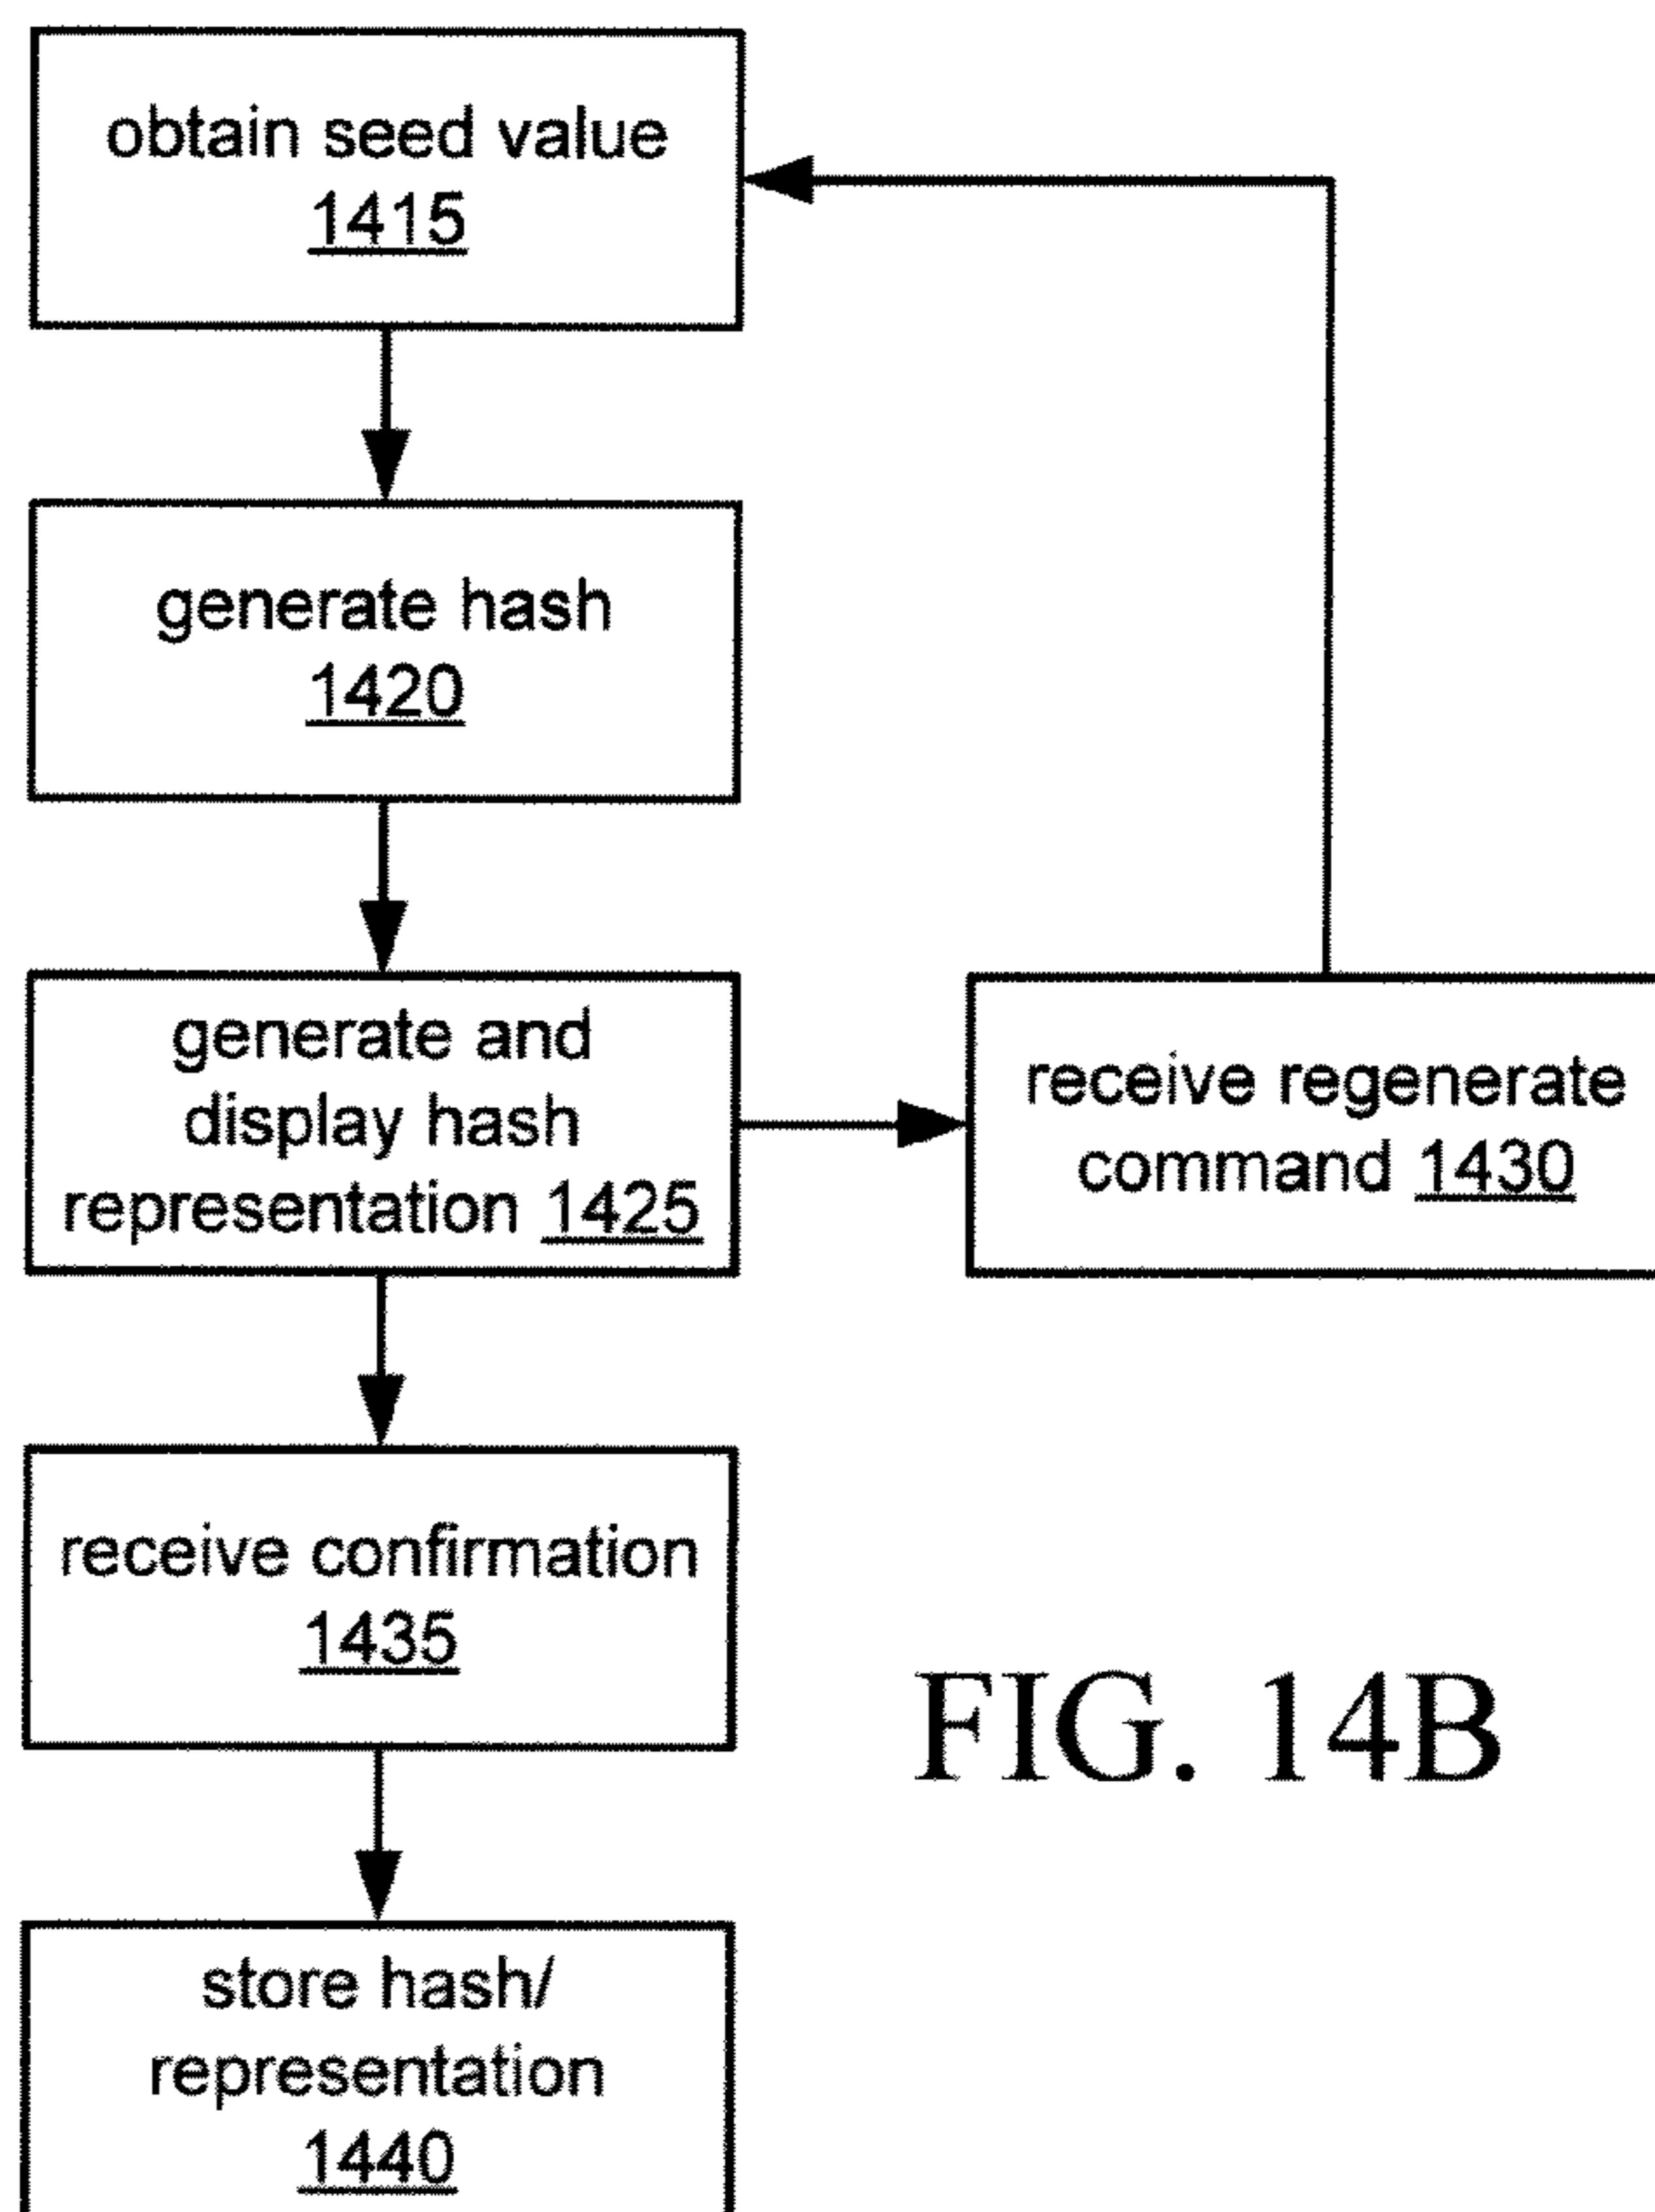 obtain seed value
1415
generate hash
1420
generate and
display hash
representation 1425
receive regenerate
command 1430
receive confirmation
1435
store hash/
representation
1440
FIG. 14B